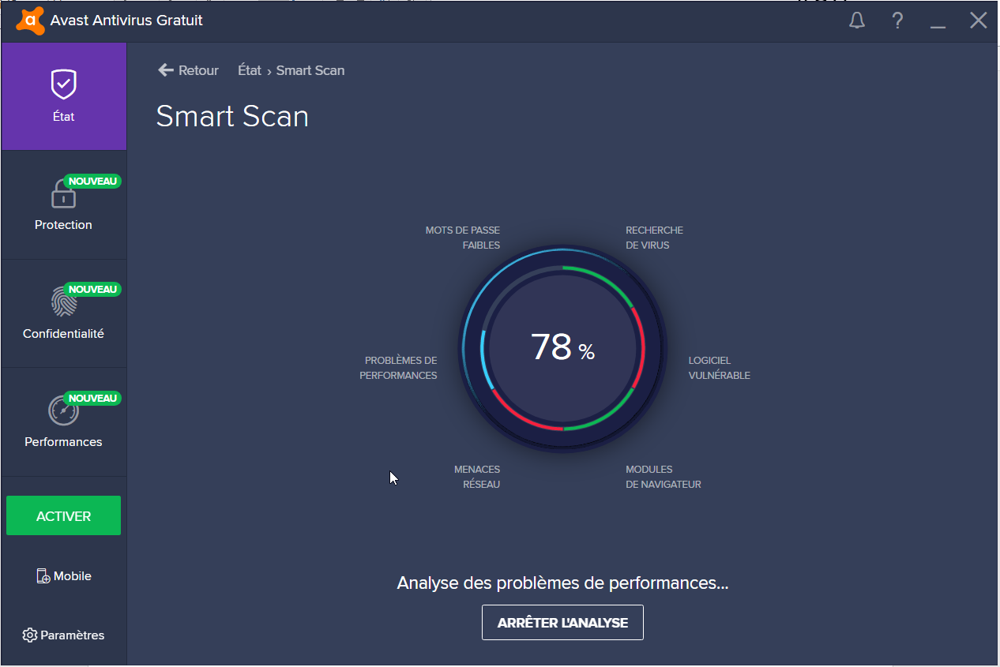 Avast Antivirus Gratuit
?
État
Retour
État › Smart Scan
Smart Scan
NOUVEAU
Protection
NOUVEAU
Confidentialité
NOUVEAU
Performances
ACTIVER
Mobile
Paramètres
MOTS DE PASSE
FAIBLES
RECHERCHE
DE VIRUS
78 %
PROBLÈMES DE
PERFORMANCES
LOGICIEL
VULNÉRABLE
MENACES
RÉSEAU
MODULES
DE NAVIGATEUR
Analyse des problèmes de performances...
ARRÊTER L'ANALYSE